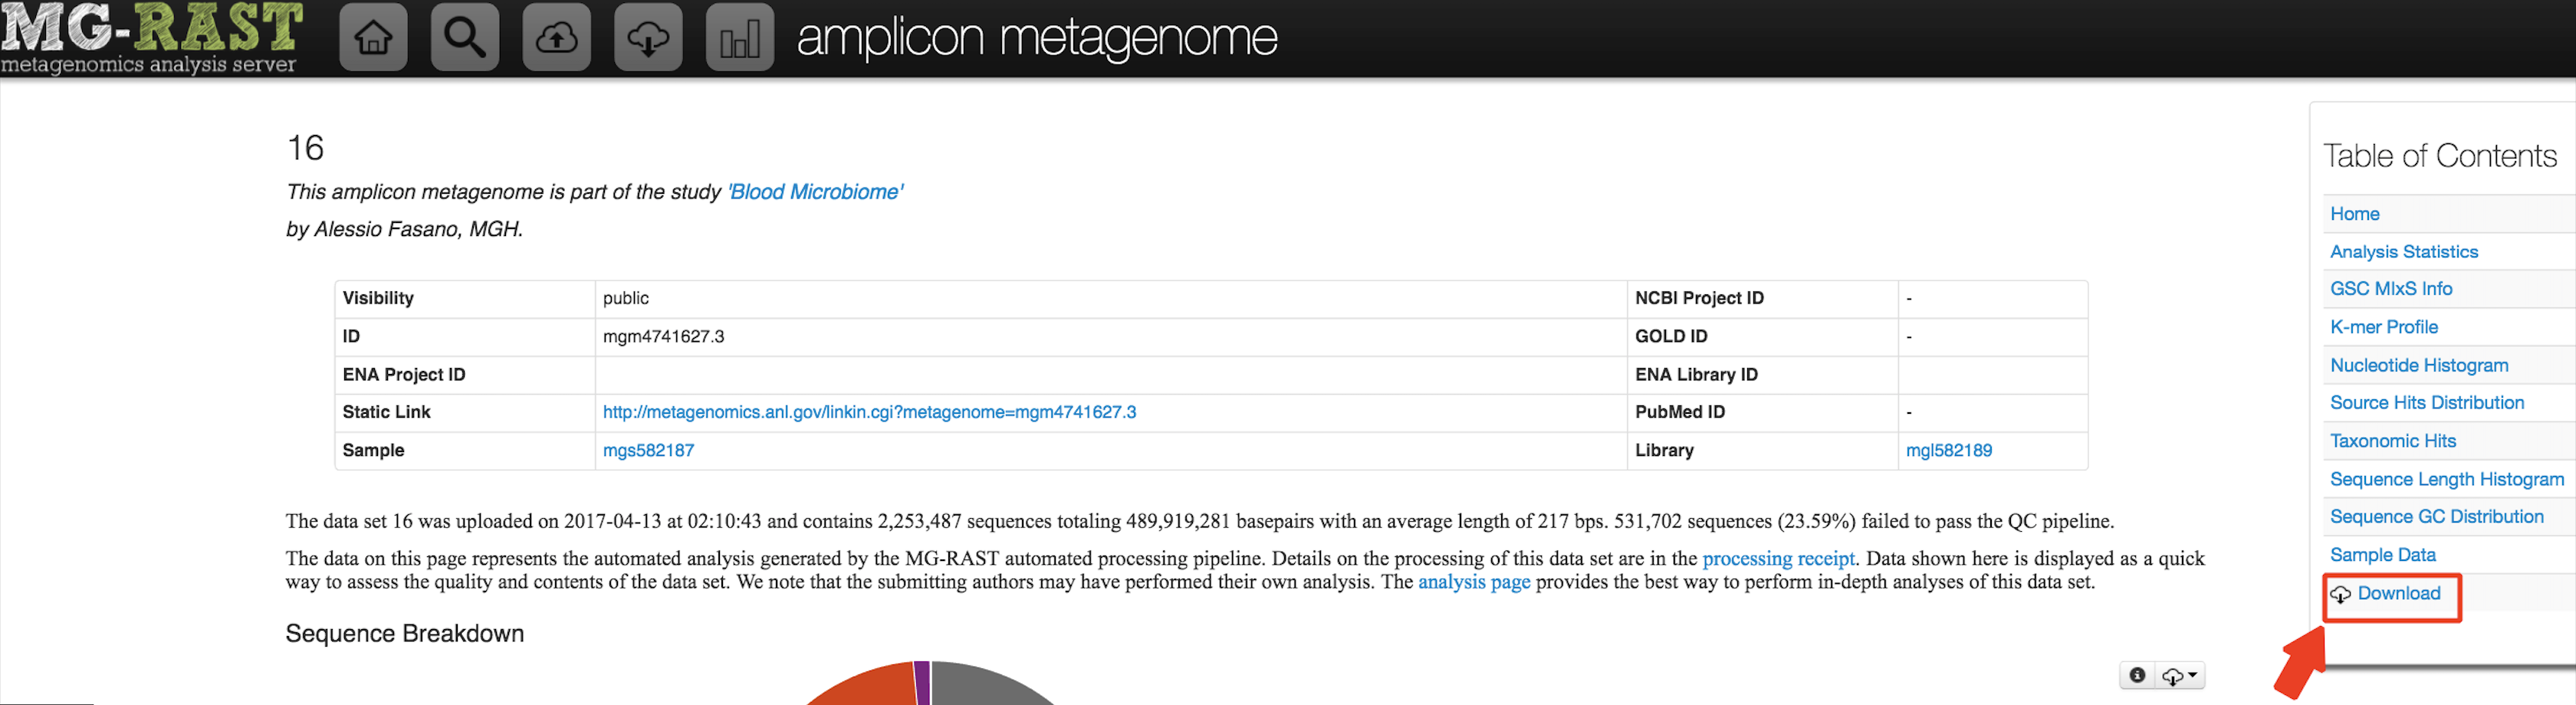 MG-RAST
metagenomics analysis server
amplicon metagenome
16
This amplicon metagenome is part of the study 'Blood Microbiome'
by Alessio Fasano, MGH.
Visibility public NCBI Project ID -
ID mgm4741627.3 GOLD ID -
ENA Project ID ENA Library ID
Static Link http://metagenomics.anl.gov/linkin.cgi?metagenome=mgm4741627.3 PubMed ID -
Sample mgs582187 Library mgl582189
The data set 16 was uploaded on 2017-04-13 at 02:10:43 and contains 2,253,487 sequences totaling 489,919,281 basepairs with an average length of 217 bps. 531,702 sequences (23.59%) failed to pass the QC pipeline.
The data on this page represents the automated analysis generated by the MG-RAST automated processing pipeline. Details on the processing of this data set are in the processing receipt. Data shown here is displayed as a quick
way to assess the quality and contents of the data set. We note that the submitting authors may have performed their own analysis. The analysis page provides the best way to perform in-depth analyses of this data set.
Sequence Breakdown
Table of Contents
Home
Analysis Statistics
GSC MIxS Info
K-mer Profile
Nucleotide Histogram
Source Hits Distribution
Taxonomic Hits
Sequence Length Histogram
Sequence GC Distribution
Sample Data
Download